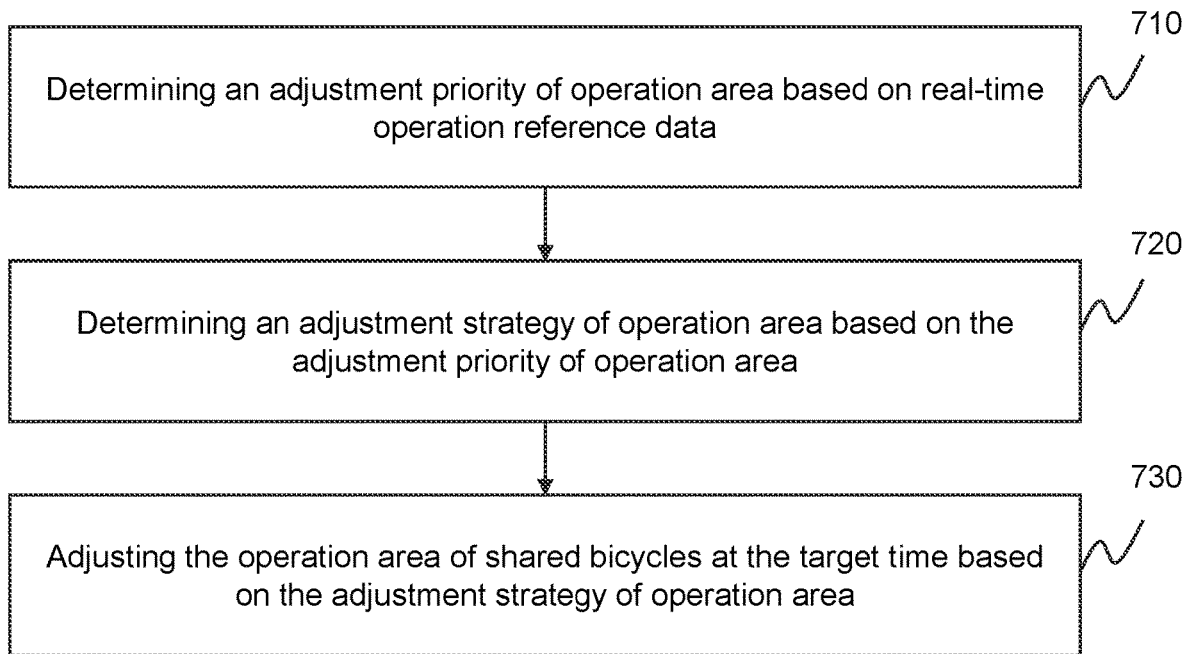 710
Determining an adjustment priority of operation area based on real-time
operation reference data
720
Determining an adjustment strategy of operation area based on the
adjustment priority of operation area
730
Adjusting the operation area of shared bicycles at the target time based
on the adjustment strategy of operation area